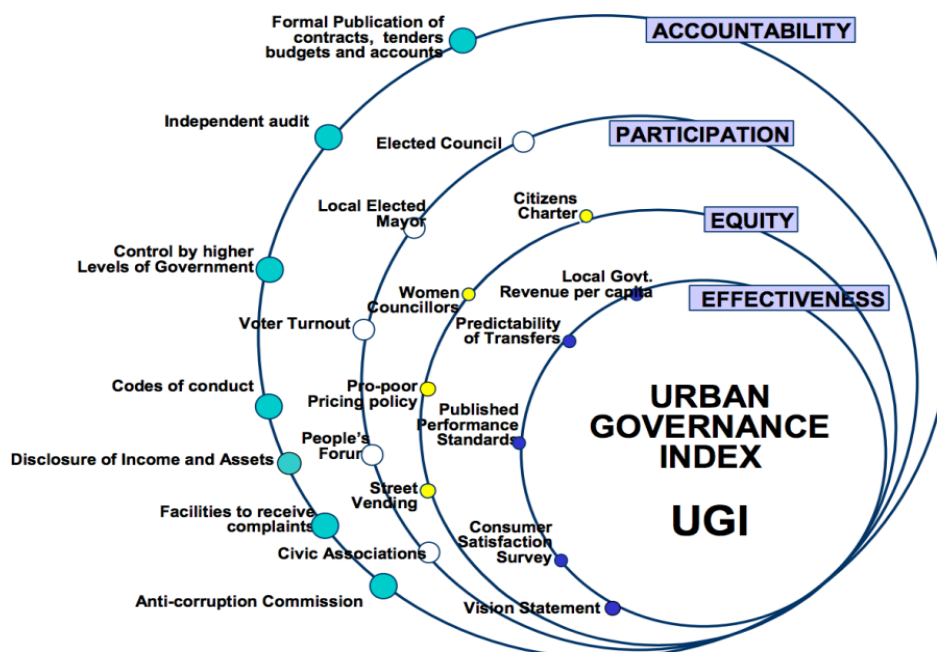 Formal Publication of
contracts, tenders
budgets and accounts
ACCOUNTABILITY
Independent audit
Elected Council
PARTICIPATION
Local Elected
Mayor
Citizens
Charter
EQUITY
Control by higher
Levels of Government
Women
Councillors
Local Govt.
Revenue per capita
EFFECTIVENESS
Voter Turnout
Predictability
of Transfers
Codes of conduct
Pro-poor
Pricing policy
Published
Performance
Standards
URBAN
GOVERNANCE
INDEX
UGI
Disclosure of Income and Assets
People's
Forum
Street
Vending
Facilities to receive
complaints
Civic Associations
Consumer
Satisfaction
Survey
Anti-corruption Commission
Vision Statement